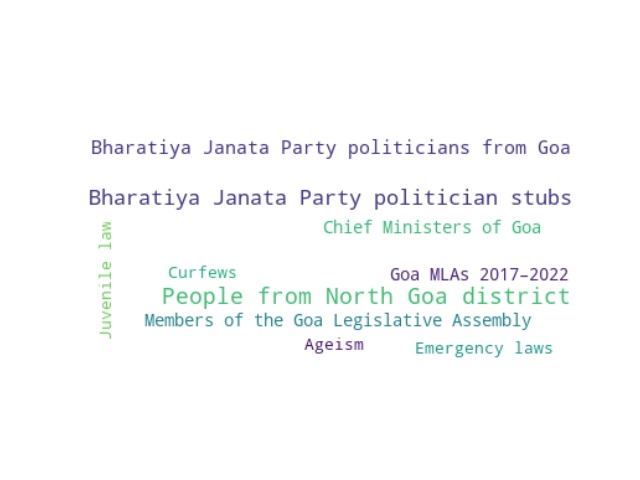 Bharatiya Janata Party politicians from Goa
Bharatiya Janata Party politician stubs
Juvenile law
Chief Ministers of Goa
Curfews
Goa MLAs 2017–2022
People from North Goa district
Members of the Goa Legislative Assembly
Ageism
Emergency laws